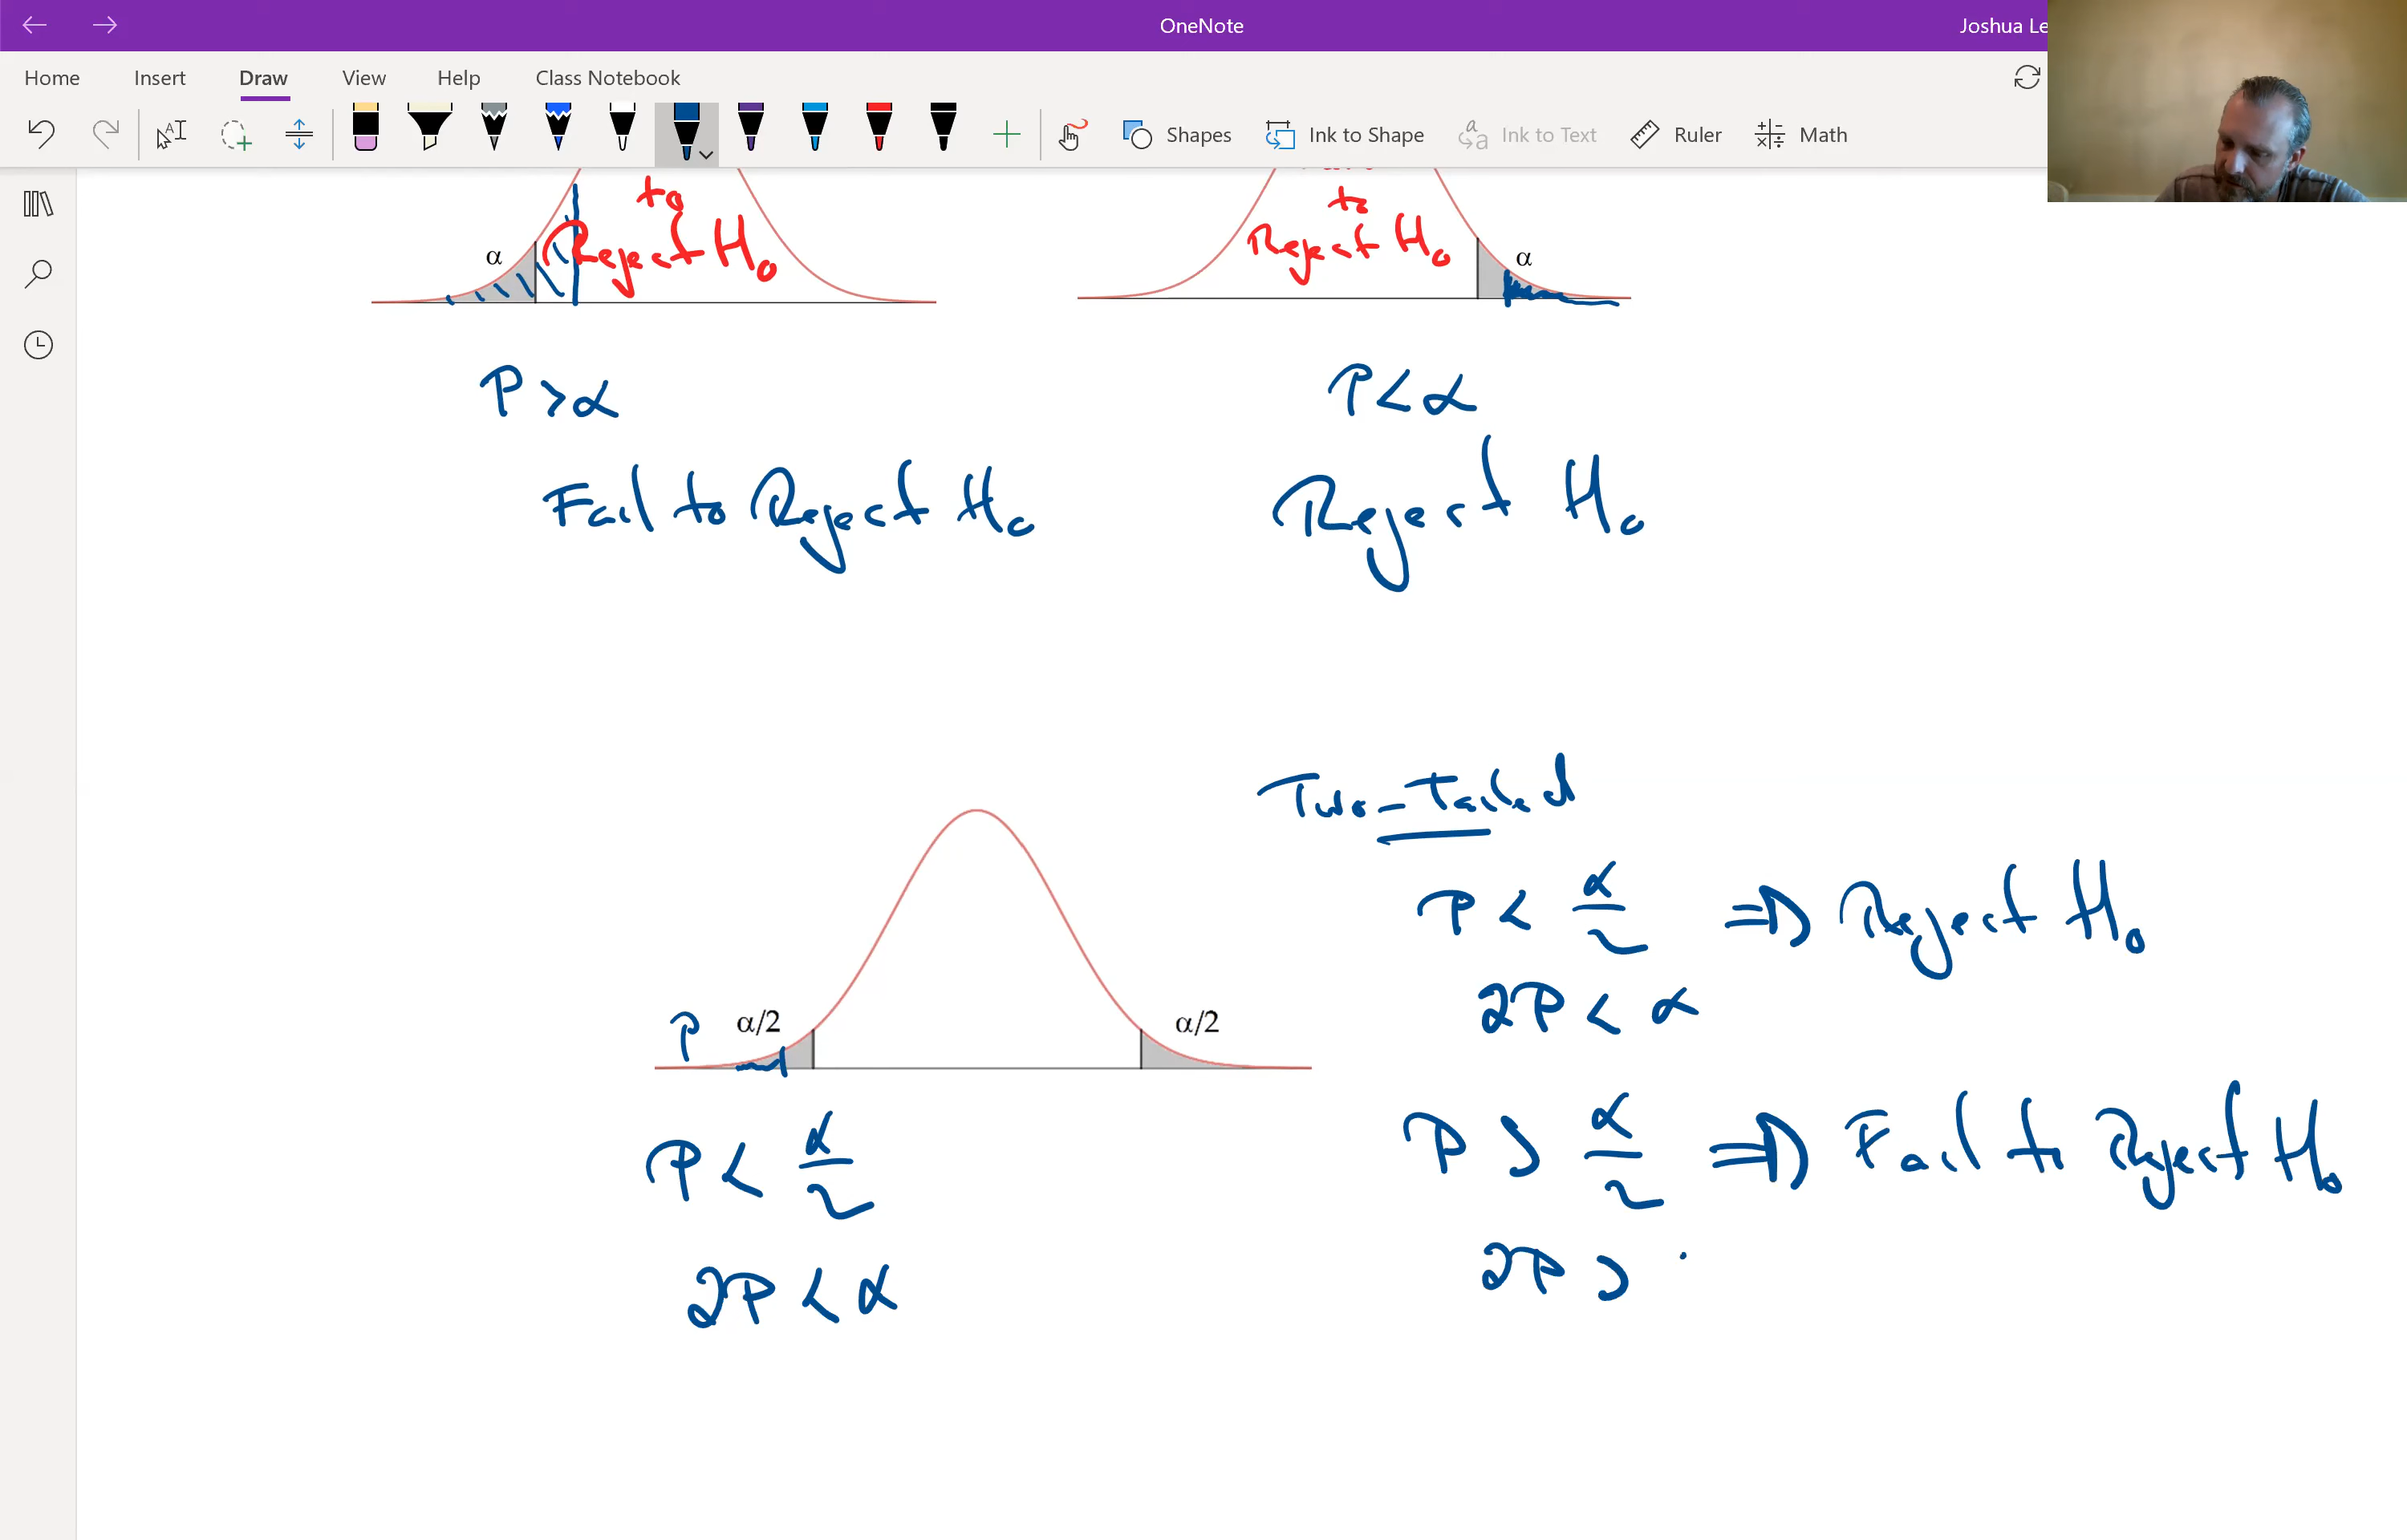 OneNote
Joshua Le
Home Insert Draw View Help Class Notebook
Shapes Ink to Shape Ink to Text Ruler Math
to
Reject H₀
α
to
Reject H₀
α
P > α
Fail to Reject H₀
P < α
Reject H₀
Two-Tailed
P < α/2 ⇒ Reject H₀
2P < α
P α/2
α/2
P < α/2
2P < α
P > α/2 ⇒ Fail to Reject H₀
2P >